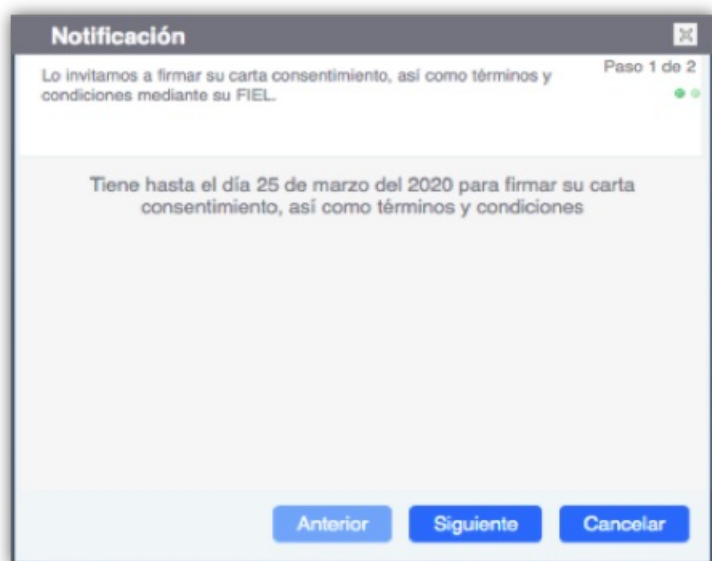 Notificación
Lo invitamos a firmar su carta consentimiento, así como términos y
condiciones mediante su FIEL.
Paso 1 de 2
Tiene hasta el día 25 de marzo del 2020 para firmar su carta
consentimiento, así como términos y condiciones
Anterior
Siguiente
Cancelar